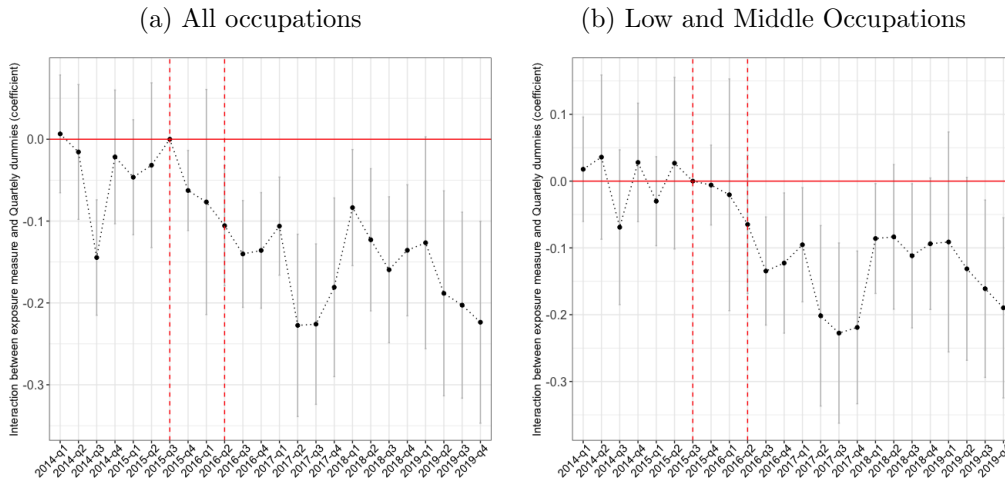 (a) All occupations
(b) Low and Middle Occupations
Interaction between exposure measure and Quartely dummies (coefficient)
0.0
-0.1
-0.2
-0.3
2014-q1
2014-q2
2014-q3
2014-q4
2015-q1
2015-q2
2015-q3
2015-q4
2016-q1
2016-q2
2016-q3
2016-q4
2017-q1
2017-q2
2017-q3
2017-q4
2018-q1
2018-q2
2018-q3
2018-q4
2019-q1
2019-q2
2019-q3
2019-q4
Interaction between exposure measure and Quartely dummies (coefficient)
0.1
0.0
-0.1
-0.2
-0.3
2014-q1
2014-q2
2014-q3
2014-q4
2015-q1
2015-q2
2015-q3
2015-q4
2016-q1
2016-q2
2016-q3
2016-q4
2017-q1
2017-q2
2017-q3
2017-q4
2018-q1
2018-q2
2018-q3
2018-q4
2019-q1
2019-q2
2019-q3
2019-q4